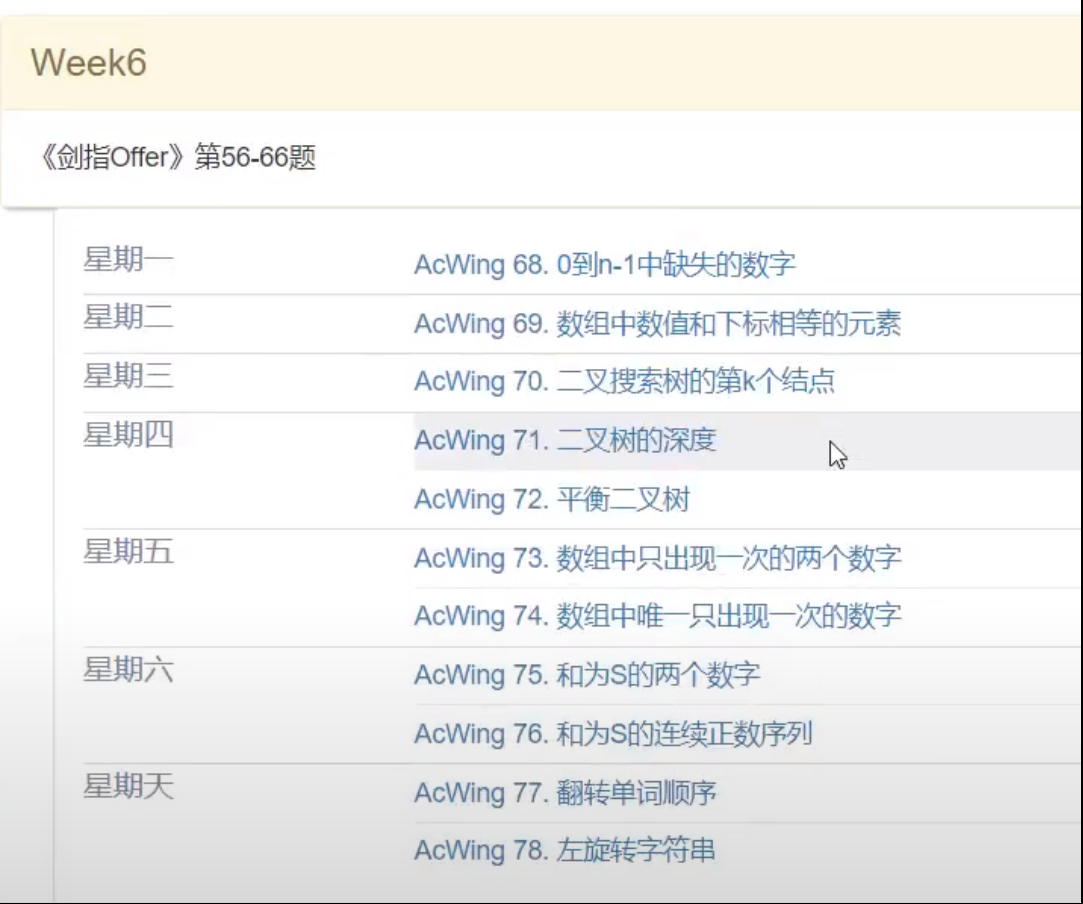 Week6
《剑指Offer》第56-66题
星期一 AcWing 68. 0到n-1中缺失的数字
星期二 AcWing 69. 数组中数值和下标相等的元素
星期三 AcWing 70. 二叉搜索树的第k个结点
星期四 AcWing 71. 二叉树的深度
AcWing 72. 平衡二叉树
星期五 AcWing 73. 数组中只出现一次的两个数字
AcWing 74. 数组中唯一只出现一次的数字
星期六 AcWing 75. 和为S的两个数字
AcWing 76. 和为S的连续正数序列
星期天 AcWing 77. 翻转单词顺序
AcWing 78. 左旋转字符串